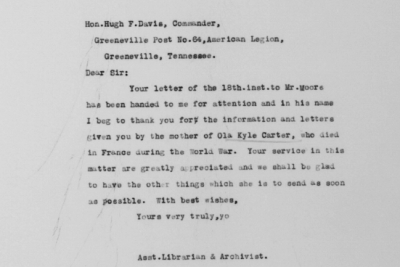 Hon.Hugh F.Davis, Commander,
Greeneville Post No.64,American Legion,
Greeneville, Tennessee.
Dear Sir:
Your letter of the 18th.inst.to Mr.Moore
has been handed to me for attention and in his name
I beg to thank you fory the information and letters
given you by the mother of Ola Kyle Carter, who died
in France during the World War. Your service in this
matter are greatly appreciated and we shall be glad
to have the other things which she is to send as soon
as possible. With best wishes,
Yours very truly,yo
Asst.Librarian & Archivist.